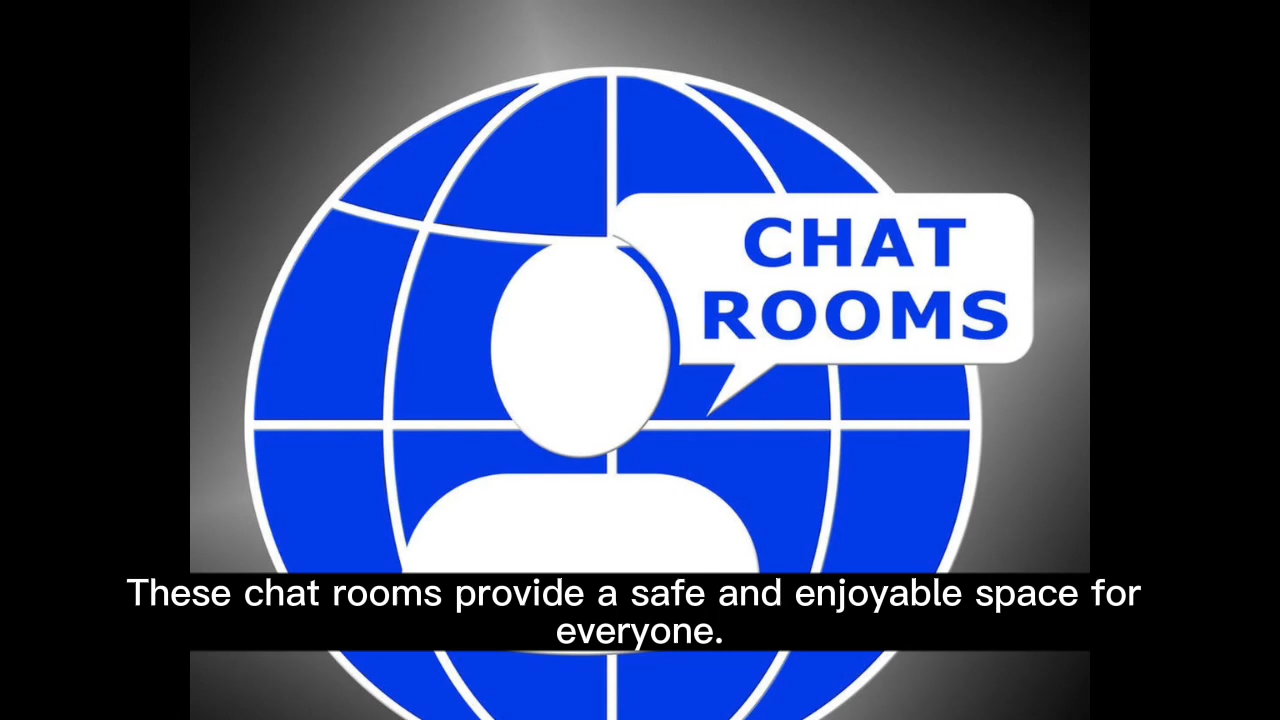 CHAT
ROOMS
These chat rooms provide a safe and enjoyable space for
everyone.